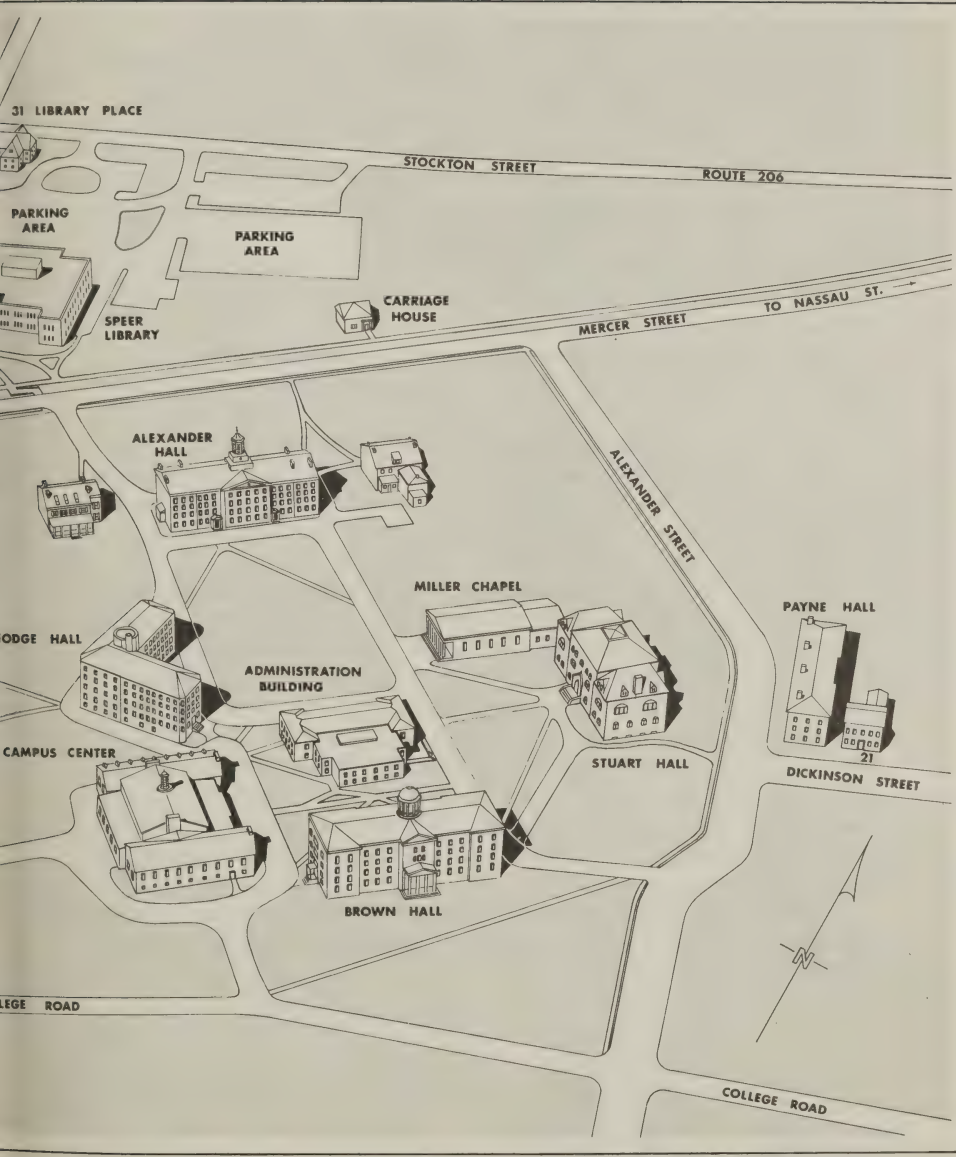 31 LIBRARY PLACE
STOCKTON STREET
ROUTE 206
PARKING
AREA
PARKING
AREA
SPEER
LIBRARY
CARRIAGE
HOUSE
MERCER STREET
TO NASSAU ST.
ALEXANDER
HALL
ALEXANDER STREET
MILLER CHAPEL
PAYNE HALL
ODGE HALL
ADMINISTRATION
BUILDING
CAMPUS CENTER
STUART HALL
21
DICKINSON STREET
BROWN HALL
N
LEGE ROAD
COLLEGE ROAD